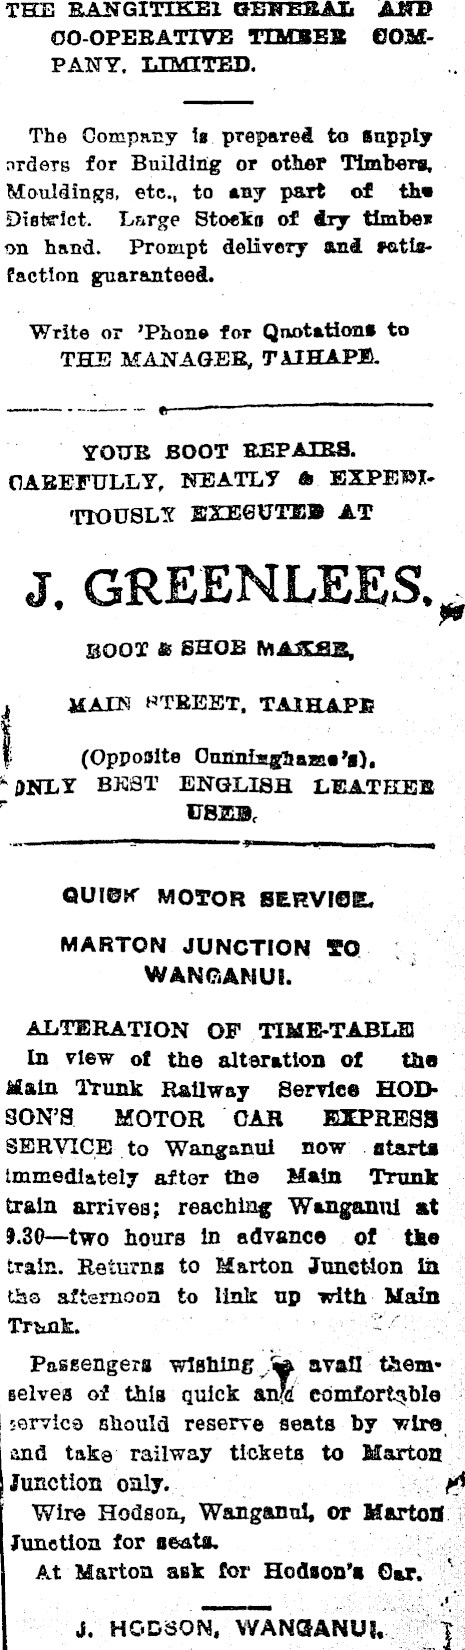 THE RANGITIKEI GENERAL AND
CO-OPERATIVE TIMBER COM-
PANY, LIMITED.
The Company is prepared to supply
orders for Building or other Timbers,
Mouldings, etc., to any part of the
District. Large Stocks of dry timber
on hand. Prompt delivery and satis-
faction guaranteed.
Write or 'Phone for Quotations to
THE MANAGER, TAIHAPE.
YOUR BOOT REPAIRS.
CAREFULLY, NEATLY & EXPEDI-
TIOUSLY EXECUTED AT
J. GREENLEES,
BOOT & SHOE MAKER,
MAIN STREET, TAIHAPE
(Opposite Cunninghame's).
ONLY BEST ENGLISH LEATHER
USED.
QUICK MOTOR SERVICE.
MARTON JUNCTION TO
WANGANUI.
ALTERATION OF TIME-TABLE
In view of the alteration of the
Main Trunk Railway Service HOD-
SON'S MOTOR CAR EXPRESS
SERVICE to Wanganui now starts
immediately after the Main Trunk
train arrives; reaching Wanganui at
9.30—two hours in advance of the
train. Returns to Marton Junction in
the afternoon to link up with Main
Trunk.
Passengers wishing to avail them-
selves of this quick and comfortable
service should reserve seats by wire
and take railway tickets to Marton
Junction only.
Wire Hodson, Wanganui, or Marton
Junction for seats.
At Marton ask for Hodson's Car.
J. HODSON, WANGANUI.